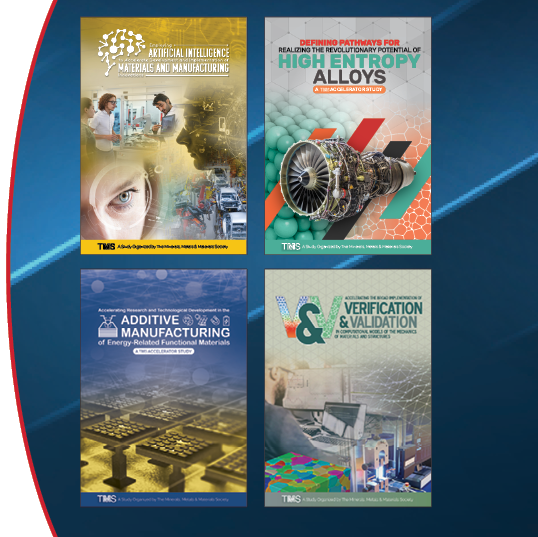 ARTIFICIAL INTELLIGENCE
MATERIALS AND MANUFACTURING
TMS A Study Organized by The Minerals, Metals & Materials Society
DEFINING PATHWAYS FOR
REALIZING THE REVOLUTIONARY POTENTIAL OF
HIGH ENTROPY
ALLOYS
A TMS ACCELERATOR STUDY
TMS A Study Organized by The Minerals, Metals & Materials Society
Accelerating Research and Technological Development in the
ADDITIVE
MANUFACTURING
of Energy-Related Functional Materials
A TMS ACCELERATOR STUDY
TMS A Study Organized by The Minerals, Metals & Materials Society
V&V
ACCELERATING THE BROAD IMPLEMENTATION OF
VERIFICATION
& VALIDATION
IN COMPUTATIONAL MODELS OF THE MECHANICS
OF MATERIALS AND STRUCTURES
TMS A Study Organized by The Minerals, Metals & Materials Society